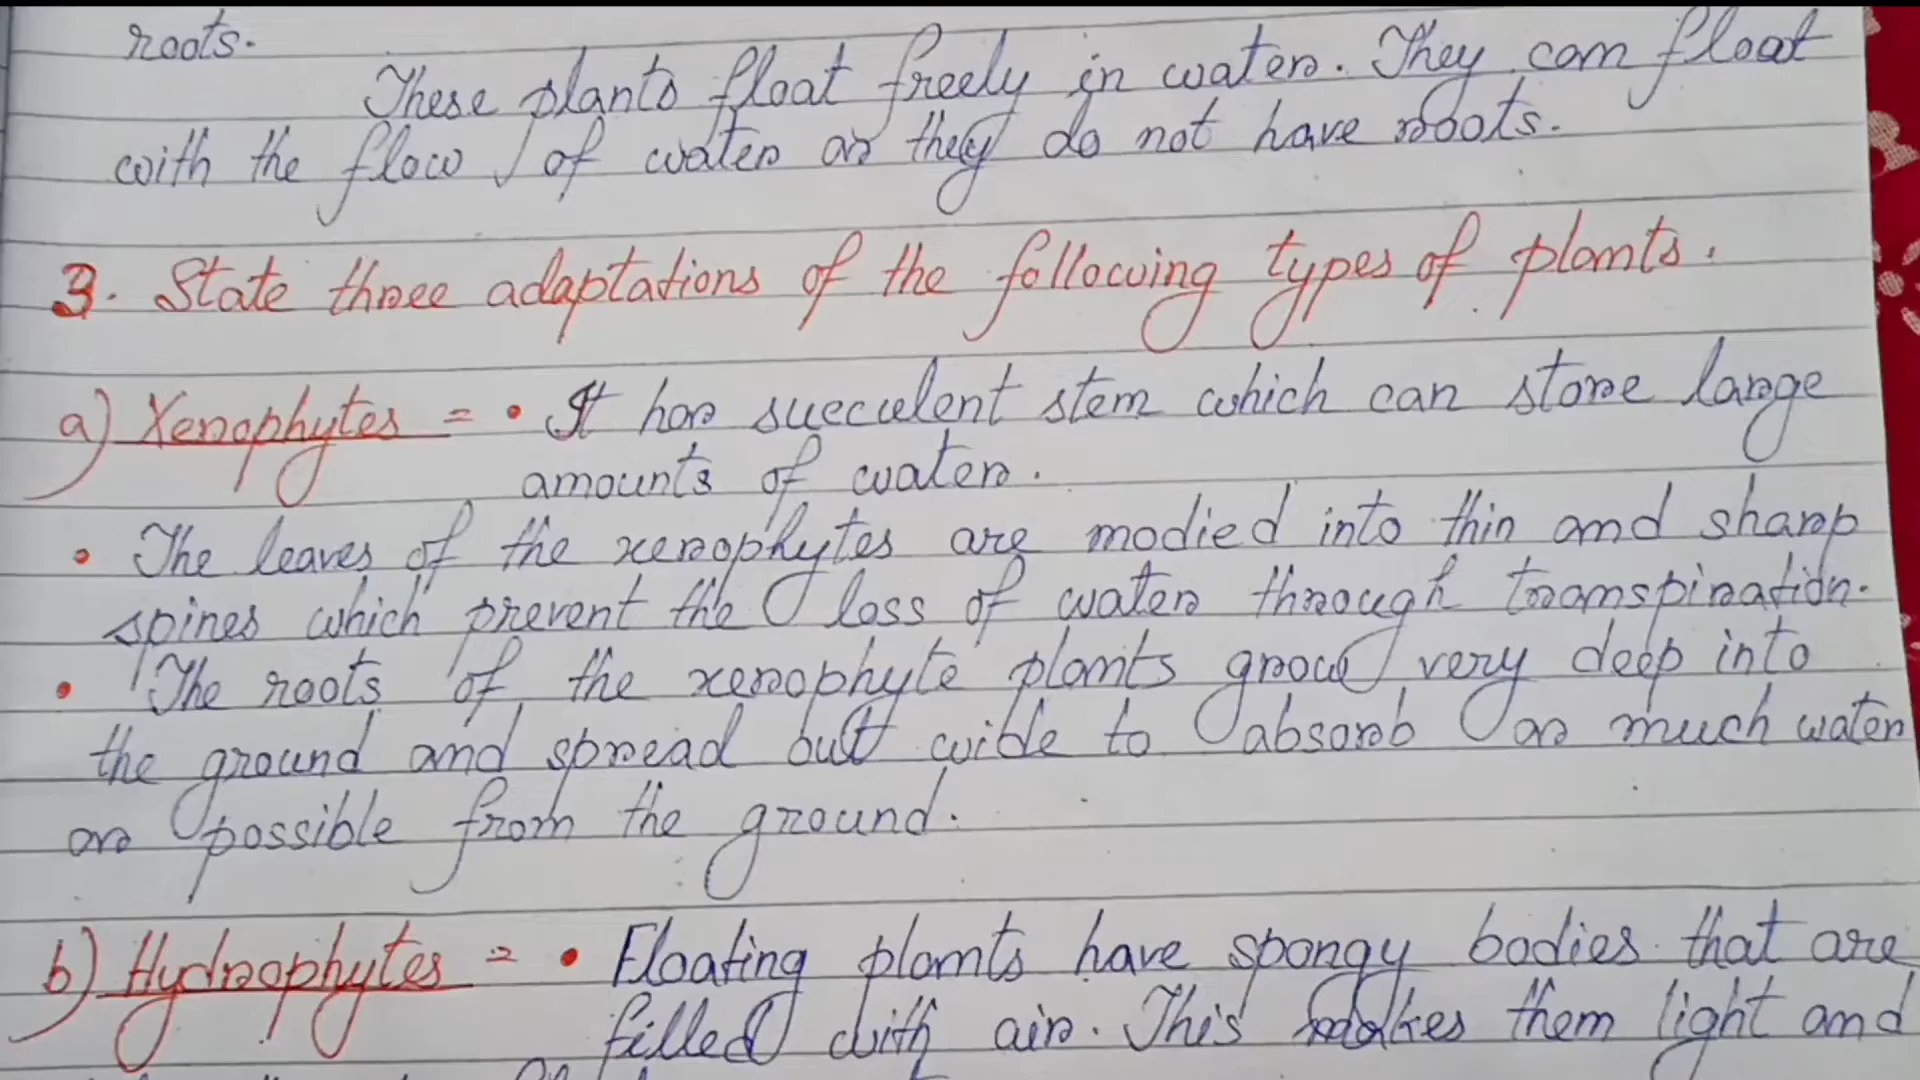 roots.
These plants float freely in water. They can float
with the flow of water as they do not have roots.
3. State three adaptations of the following types of plants.
a) Xerophytes = • It has succulent stem which can store large
amounts of water.
• The leaves of the xerophytes are modied into thin and sharp
spines which prevent the loss of water through transpiration.
• The roots of the xerophyte plants grow very deep into
the ground and spread out wide to absorb as much water
as possible from the ground.
b) Hydrophytes = • Floating plants have spongy bodies that are
filled with air. This makes them light and